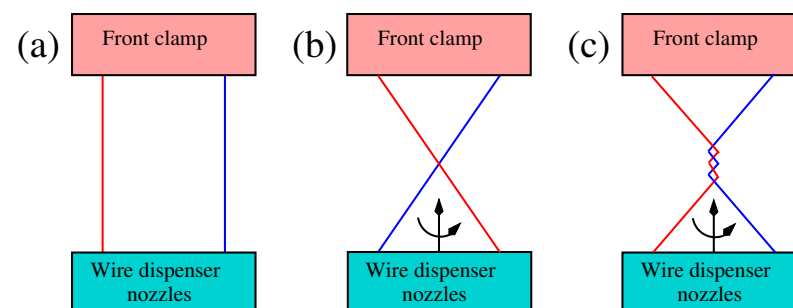 (a)
Front clamp
Wire dispenser
nozzles
(b)
Front clamp
Wire dispenser
nozzles
(c)
Front clamp
Wire dispenser
nozzles